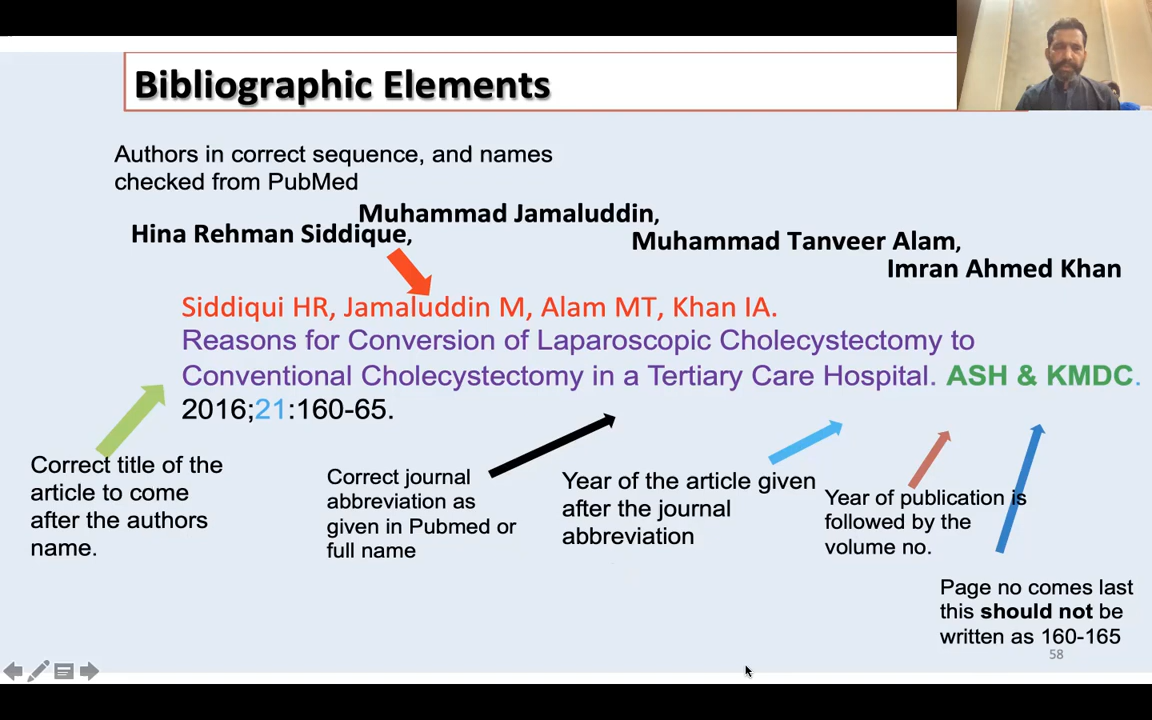 Bibliographic Elements
Authors in correct sequence, and names
checked from PubMed
Muhammad Jamaluddin,
Hina Rehman Siddique,
Muhammad Tanveer Alam,
Imran Ahmed Khan
Siddiqui HR, Jamaluddin M, Alam MT, Khan IA.
Reasons for Conversion of Laparoscopic Cholecystectomy to
Conventional Cholecystectomy in a Tertiary Care Hospital. ASH & KMDC.
2016;21:160-65.
Correct title of the
article to come
after the authors
name.
Correct journal
abbreviation as
given in Pubmed or
full name
Year of the article given
after the journal
abbreviation
Year of publication is
followed by the
volume no.
Page no comes last
this should not be
written as 160-165
58